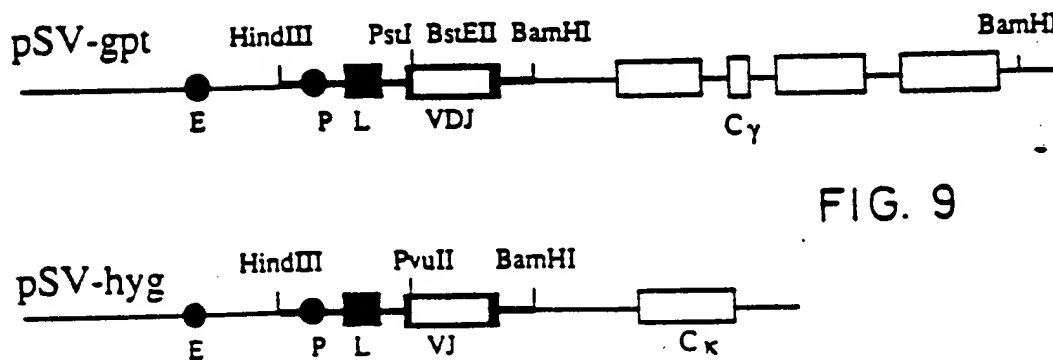 pSV-gpt
HindIII PstI BstEII BamHI BamHI
E P L VDJ Cγ
FIG. 9
pSV-hyg
HindIII PvuII BamHI
E P L VJ Cκ